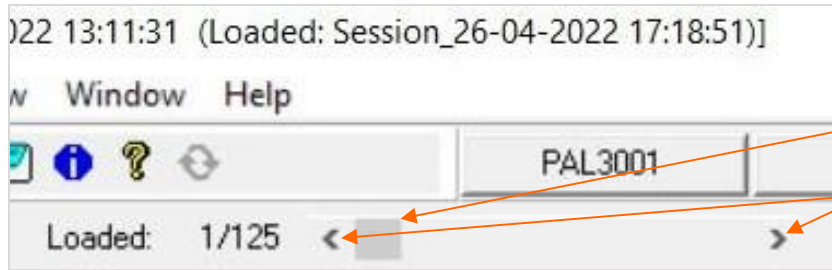 022 13:11:31 (Loaded: Session_26-04-2022 17:18:51)]
w Window Help
PAL3001
Loaded: 1/125